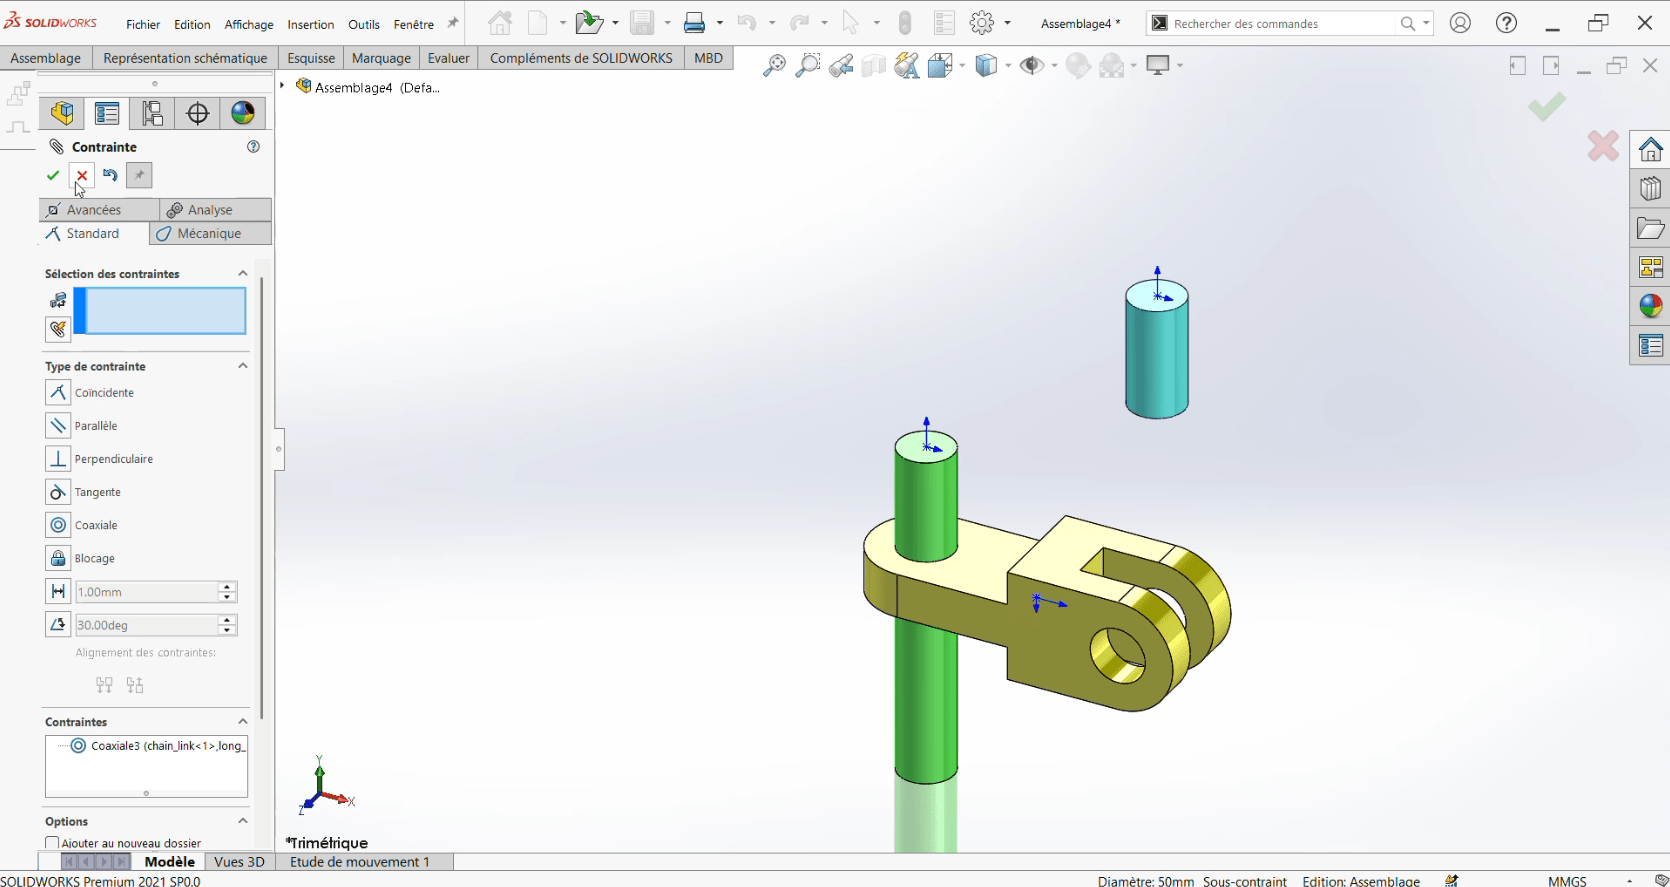 SOLIDWORKS Fichier Edition Affichage Insertion Outils Fenêtre Assemblage4 * Rechercher des commandes
Assemblage Représentation schématique Esquisse Marquage Evaluer Compléments de SOLIDWORKS MBD
Assemblage4 (Defa...
Contrainte
Avancées Analyse
Standard Mécanique
Sélection des contraintes
Type de contrainte
Coïncidente
Parallèle
Perpendiculaire
Tangente
Coaxiale
Blocage
1.00mm
30.00deg
Alignement des contraintes:
Contraintes
Coaxiale3 (chain_link<1>,long_
Options
Ajouter au nouveau dossier
Y
X
Z
*Trimétrique
Modèle Vues 3D Etude de mouvement 1
SOLIDWORKS Premium 2021 SP0.0 Diamètre: 50mm Sous-contraint Edition: Assemblage MMGS